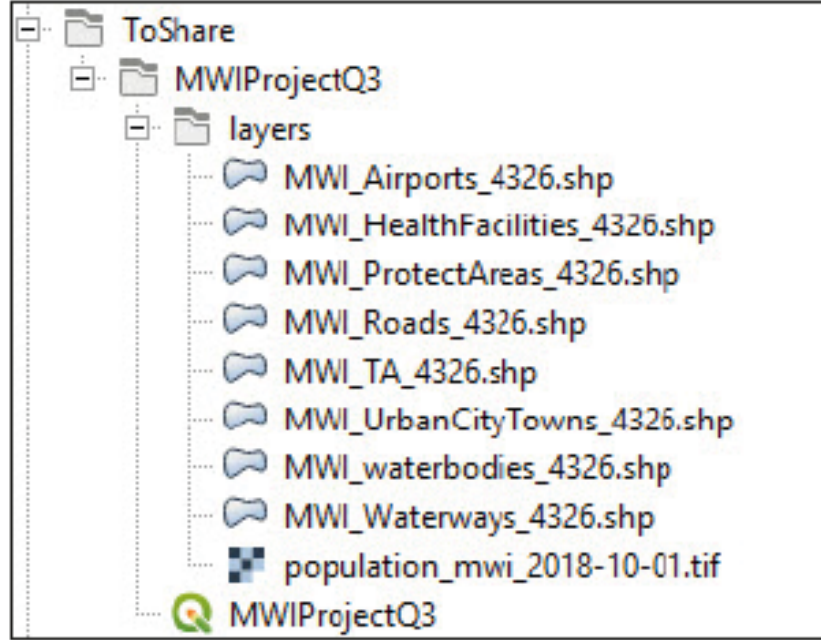 ToShare
MWIProjectQ3
layers
MWI_Airports_4326.shp
MWI_HealthFacilities_4326.shp
MWI_ProtectAreas_4326.shp
MWI_Roads_4326.shp
MWI_TA_4326.shp
MWI_UrbanCityTowns_4326.shp
MWI_waterbodies_4326.shp
MWI_Waterways_4326.shp
population_mwi_2018-10-01.tif
MWIProjectQ3